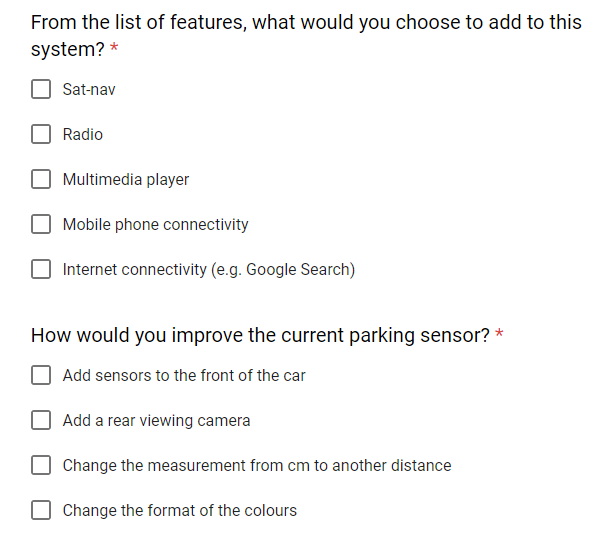 From the list of features, what would you choose to add to this
system? *
Sat-nav
Radio
Multimedia player
Mobile phone connectivity
Internet connectivity (e.g. Google Search)
How would you improve the current parking sensor? *
Add sensors to the front of the car
Add a rear viewing camera
Change the measurement from cm to another distance
Change the format of the colours